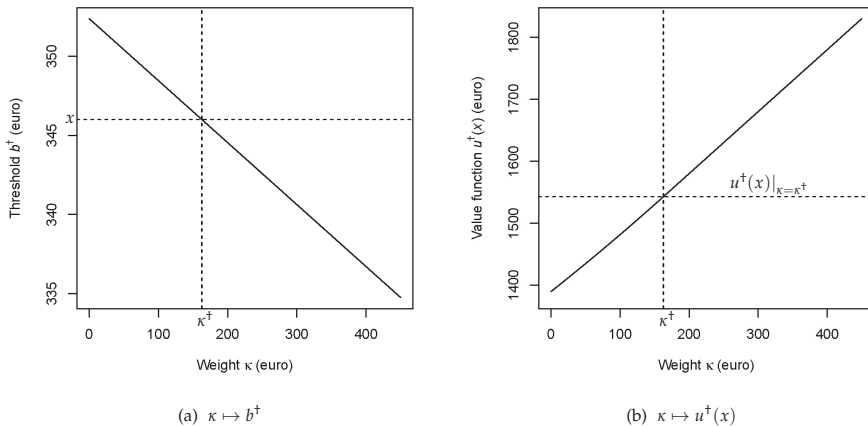 350
345
340
335
x
Threshold b† (euro)
κ†
0 100 200 300 400
Weight κ (euro)
(a) κ ↦ b†
1800
1700
1600
1500
1400
Value function u†(x) (euro)
u†(x)|κ=κ†
κ†
0 100 200 300 400
Weight κ (euro)
(b) κ ↦ u†(x)